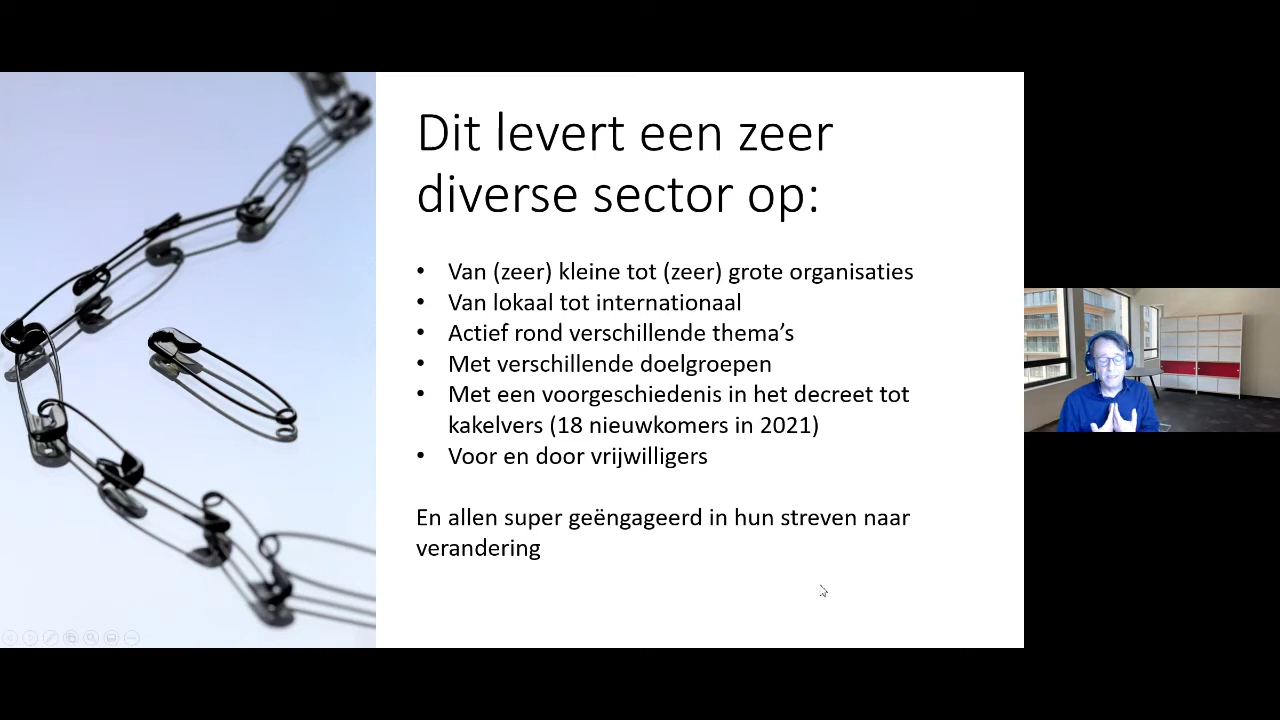 Dit levert een zeer
diverse sector op:
• Van (zeer) kleine tot (zeer) grote organisaties
• Van lokaal tot internationaal
• Actief rond verschillende thema's
• Met verschillende doelgroepen
• Met een voorgeschiedenis in het decreet tot
kakelvers (18 nieuwkomers in 2021)
• Voor en door vrijwilligers
En allen super geëngageerd in hun streven naar
verandering